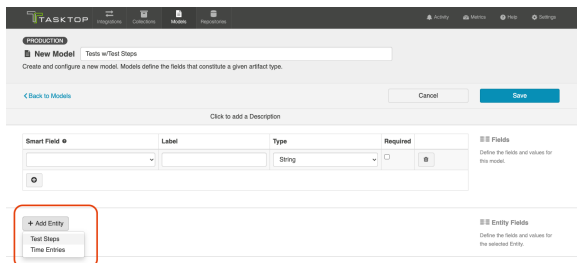 TASKTOP
Integrations
Collections
Models
Repositories
Activity
Metrics
Help
Settings
PRODUCTION
New Model
Tests w/Test Steps
Create and configure a new model. Models define the fields that constitute a given artifact type.
Back to Models
Cancel
Save
Click to add a Description
Smart Field
Label
Type
Required
String
Fields
Define the fields and values for
this model.
+ Add Entity
Test Steps
Time Entries
Entity Fields
Define the fields and values for
the selected Entity.